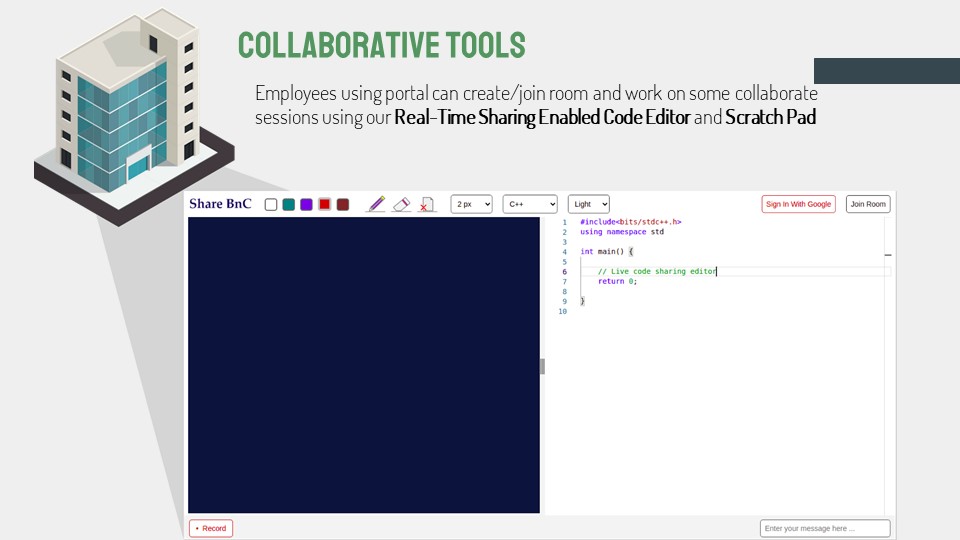 COLLABORATIVE TOOLS
Employees using portal can create/join room and work on some collaborate
sessions using our Real-Time Sharing Enabled Code Editor and Scratch Pad
Share BnC 2 px C++ Light Sign In With Google Join Room
1 #include<bits/stdc++.h>
2 using namespace std
3
4 int main() {
5
6 // Live code sharing editor
7 return 0;
8
9 }
10
• Record Enter your message here ...